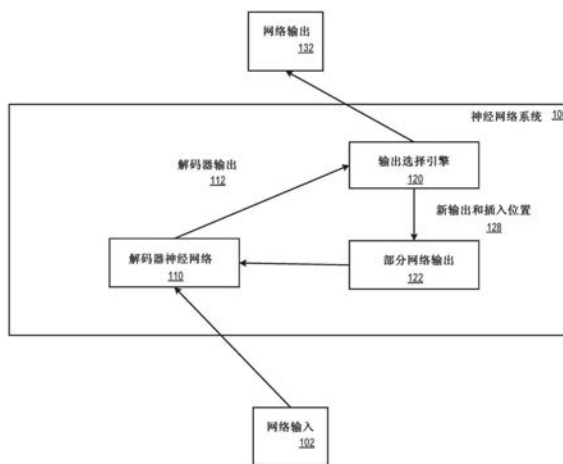 网络输出
132
神经网络系统 100
解码器输出
112
输出选择引擎
120
新输出和插入位置
128
解码器神经网络
110
部分网络输出
122
网络输入
102